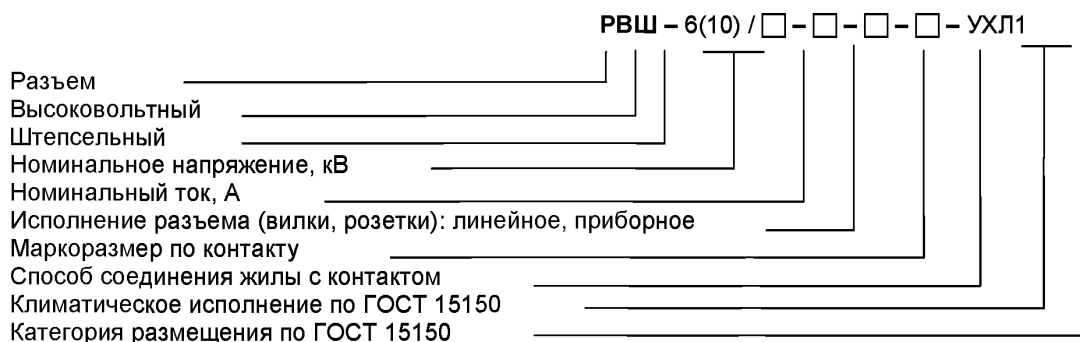 РВШ – 6(10) / □ – □ – □ – □ – УХЛ1
Разъем
Высоковольтный
Штепсельный
Номинальное напряжение, кВ
Номинальный ток, А
Исполнение разъема (вилки, розетки): линейное, приборное
Маркоразмер по контакту
Способ соединения жилы с контактом
Климатическое исполнение по ГОСТ 15150
Категория размещения по ГОСТ 15150